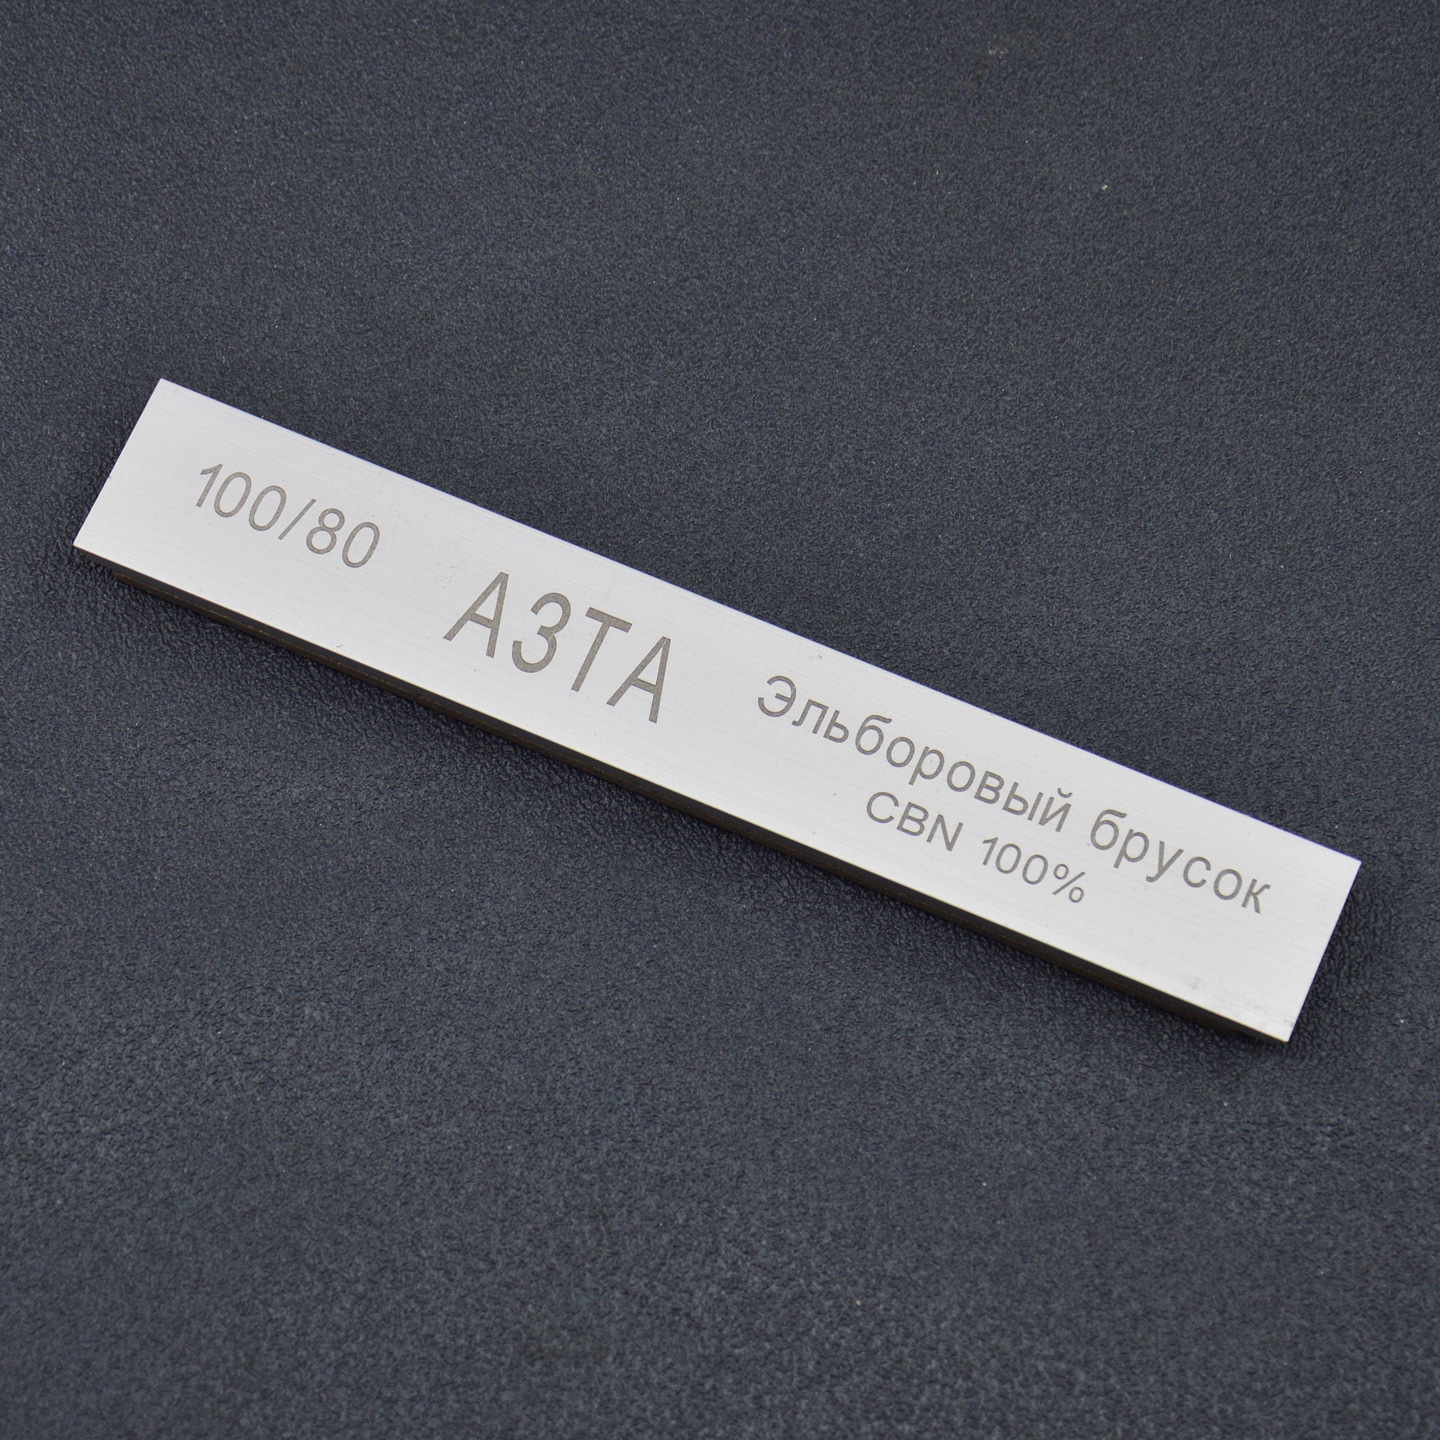 100/80
АЗТА
Эльборовый брусок
CBN 100%